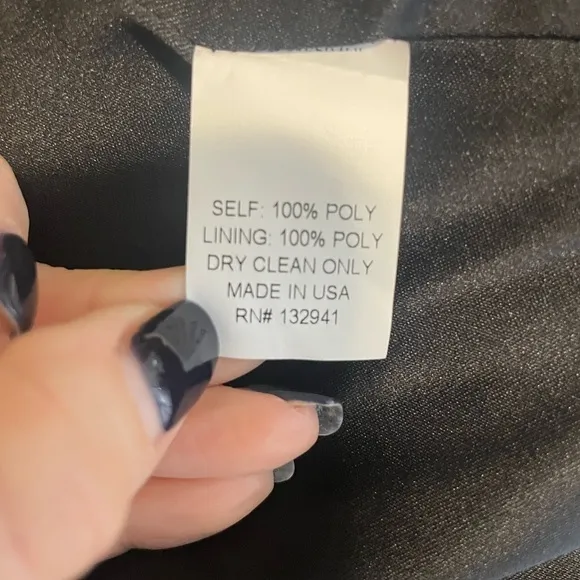 SELF: 100% POLY
LINING: 100% POLY
DRY CLEAN ONLY
MADE IN USA
RN# 132941